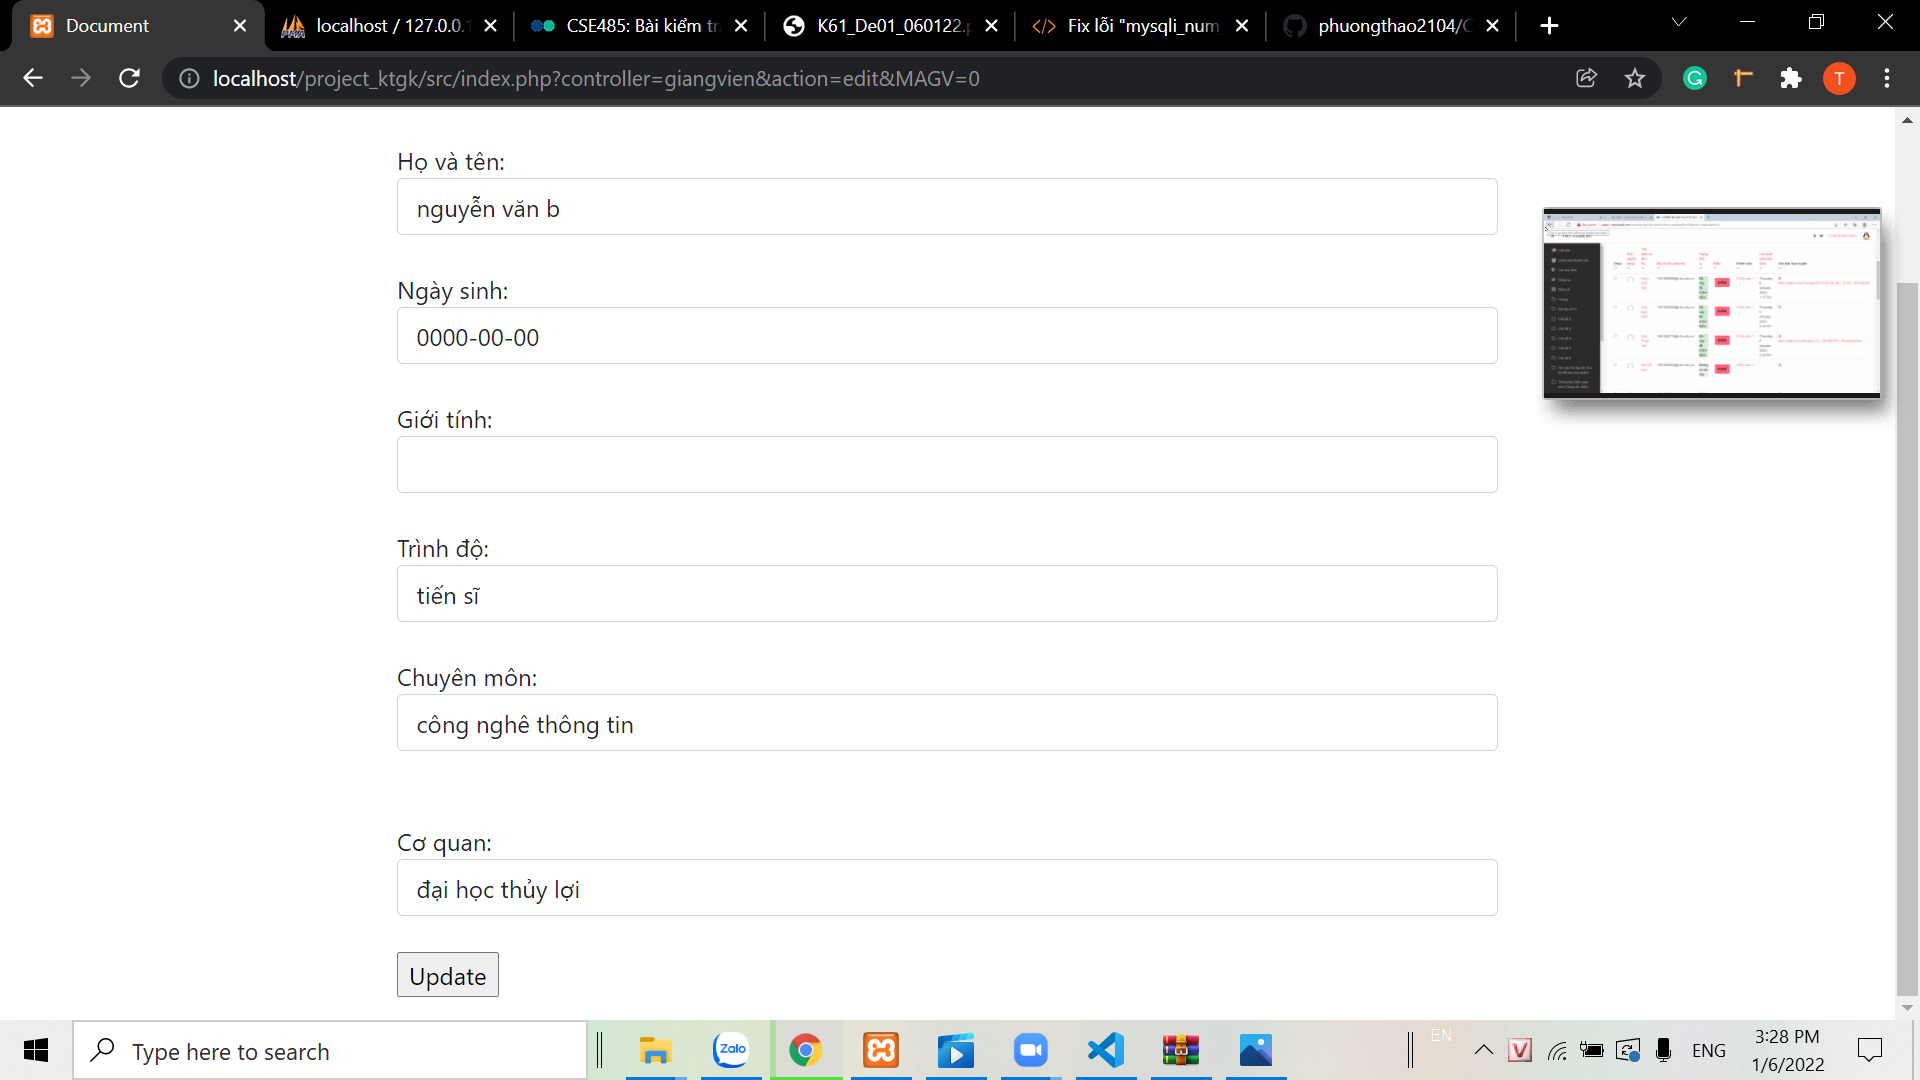 Document
localhost / 127.0.0.1
CSE485: Bài kiểm tra
K61_De01_060122.p
Fix lỗi "mysqli_num_
phuongthao2104/C
localhost/project_ktgk/src/index.php?controller=giangvien&action=edit&MAGV=0
T
Họ và tên:
nguyễn văn b
Ngày sinh:
0000-00-00
Giới tính:
Trình độ:
tiến sĩ
Chuyên môn:
công nghê thông tin
Cơ quan:
đại học thủy lợi
Update
Type here to search
Zalo
EN
ENG
3:28 PM
1/6/2022